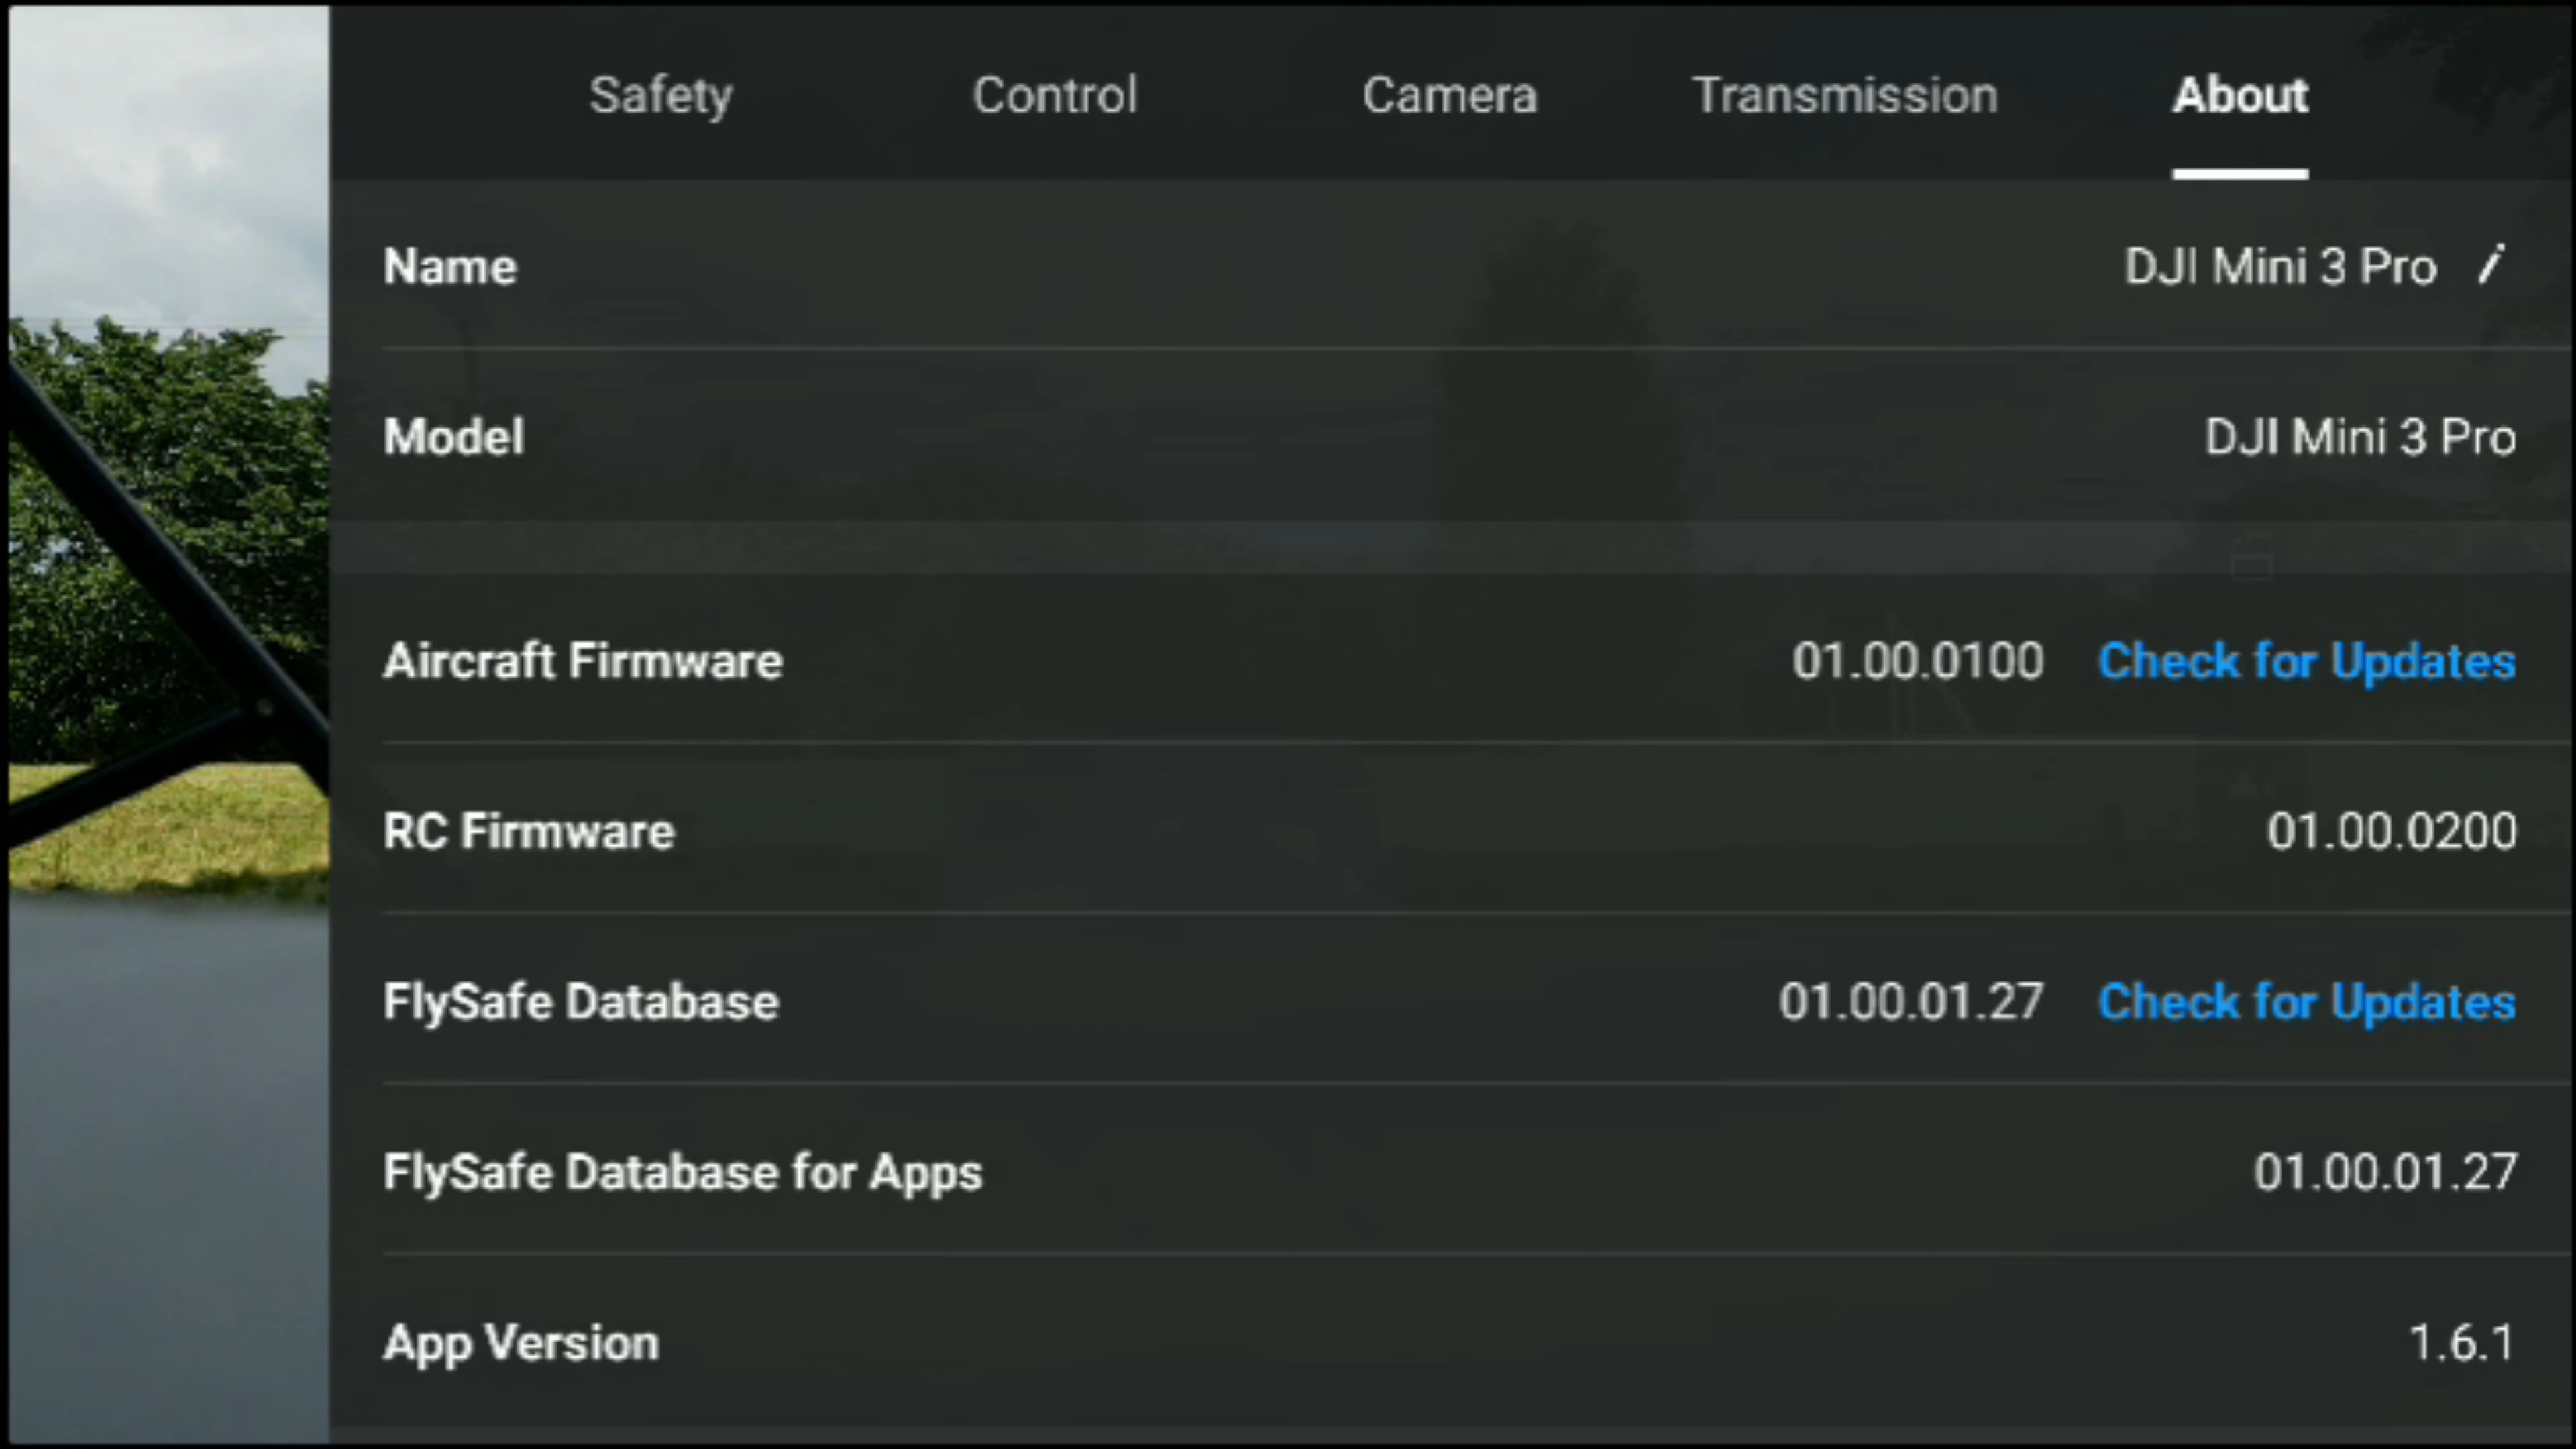 Safety Control Camera Transmission About
Name DJI Mini 3 Pro
Model DJI Mini 3 Pro
Aircraft Firmware 01.00.0100 Check for Updates
RC Firmware 01.00.0200
FlySafe Database 01.00.01.27 Check for Updates
FlySafe Database for Apps 01.00.01.27
App Version 1.6.1